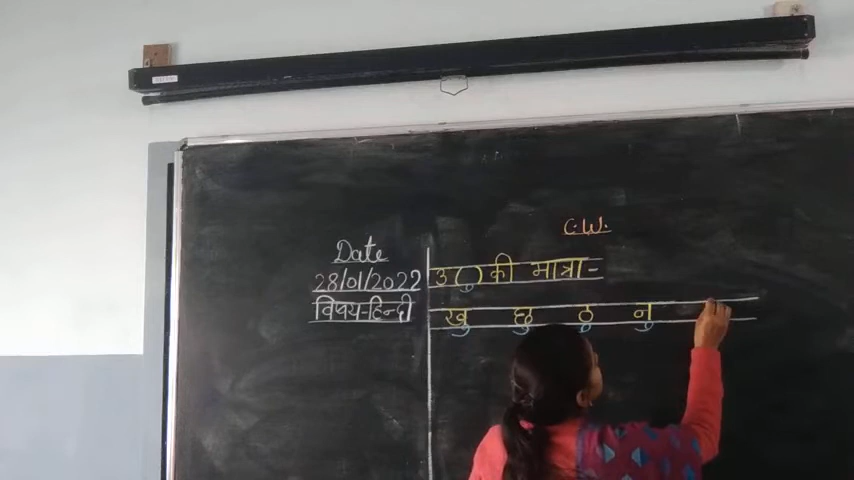 C.W.
Date
28/01/2022
विषय-हिन्दी
उ ( ु ) की मात्रा-
खु छु ठु नु